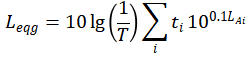 L_{eqg} = 10 lg (1/T) ∑_i t_i 10^{0.1L_{Ai}}